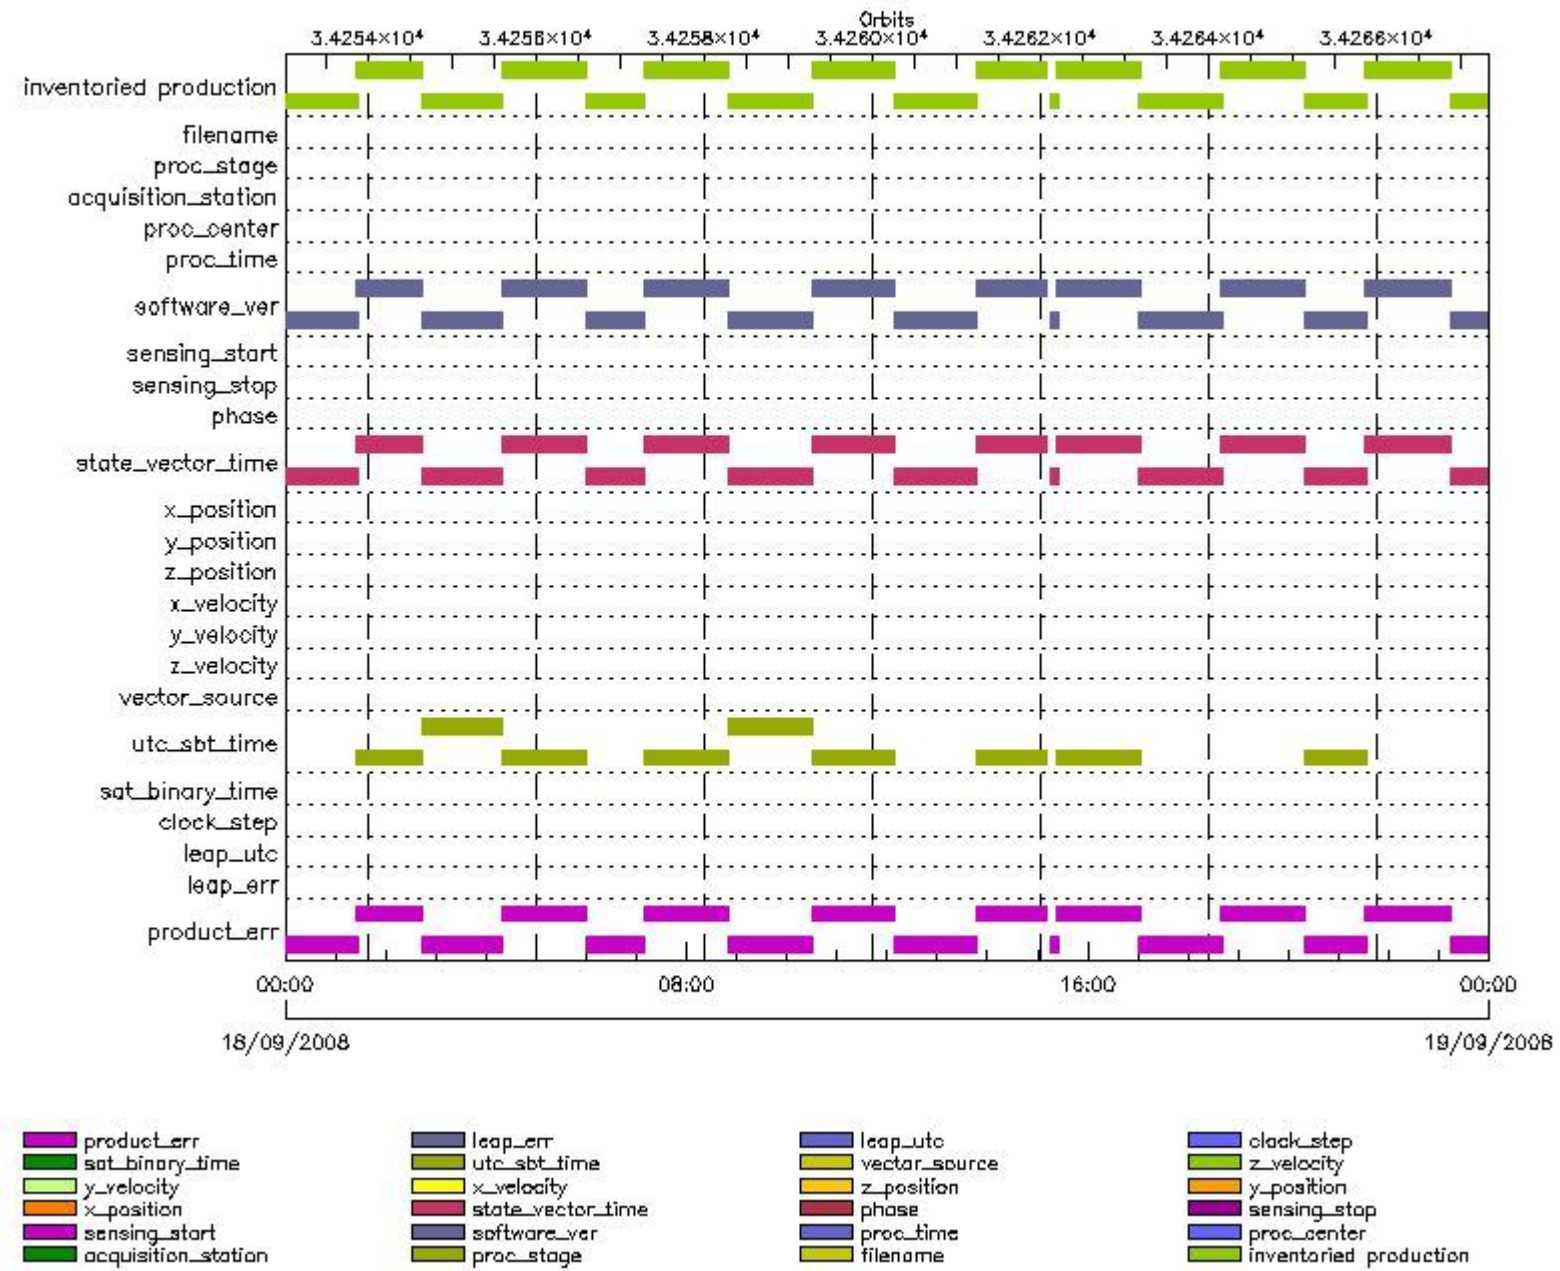 Orbits
3.4254×10⁴ 3.4256×10⁴ 3.4258×10⁴ 3.4260×10⁴ 3.4262×10⁴ 3.4264×10⁴ 3.4266×10⁴
inventoried production
filename
proc_stage
acquisition_station
proc_center
proc_time
software_ver
sensing_start
sensing_stop
phase
state_vector_time
x_position
y_position
z_position
x_velocity
y_velocity
z_velocity
vector_source
utc_sbt_time
sat_binary_time
clock_step
leap_utc
leap_err
product_err
00:00 08:00 16:00 00:00
18/09/2008 19/09/2008
product_err leap_err leap_utc clock_step
sat_binary_time utc_sbt_time vector_source z_velocity
y_velocity x_velocity z_position y_position
x_position state_vector_time phase sensing_stop
sensing_start software_ver proc_time proc_center
acquisition_station proc_stage filename inventoried production